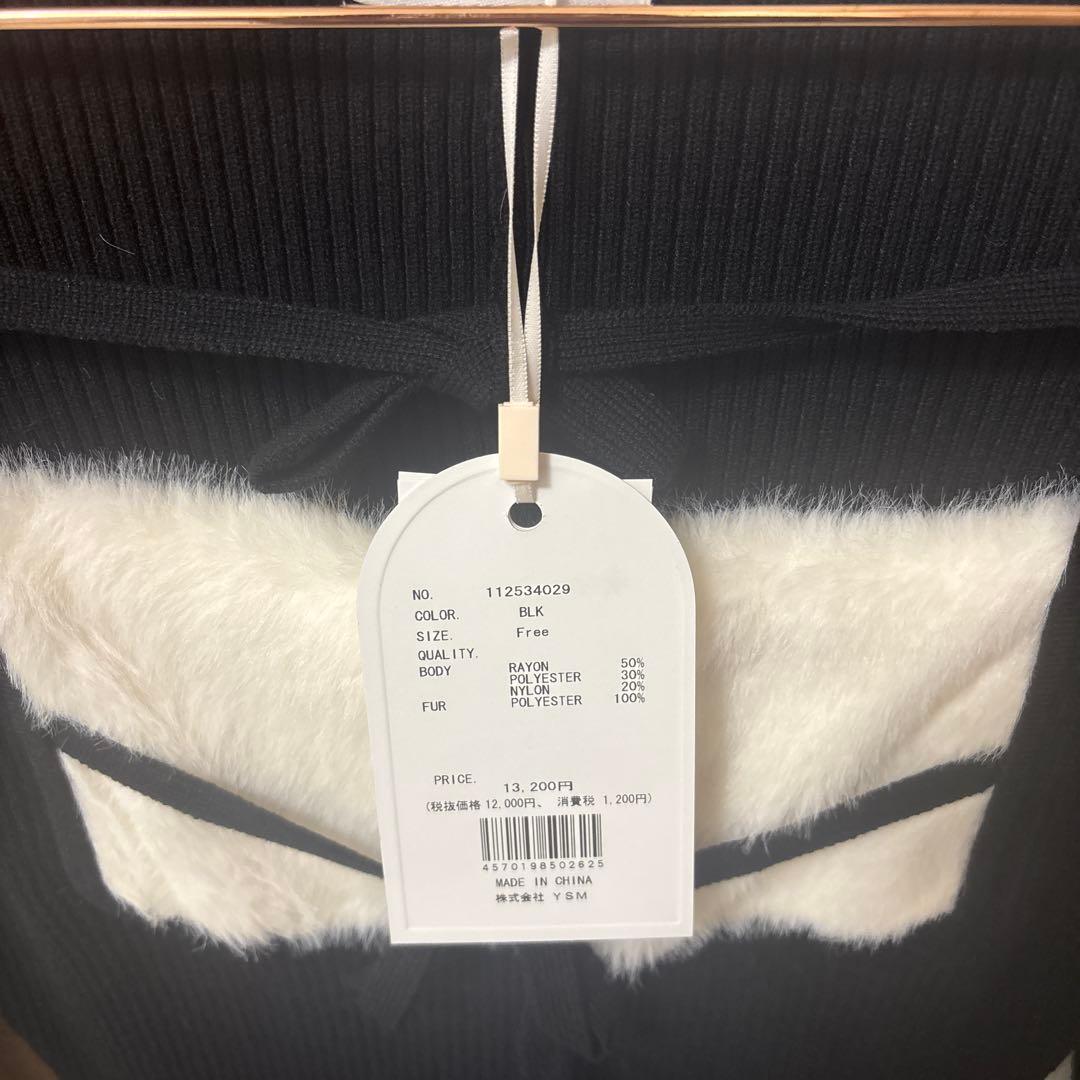 NO. 112534029
COLOR. BLK
SIZE. Free
QUALITY.
BODY RAYON 50%
POLYESTER 30%
NYLON 20%
FUR POLYESTER 100%
PRICE. 13,200円
(税抜価格 12,000円、 消費税 1,200円)
4570198502625
MADE IN CHINA
株式会社 YSM